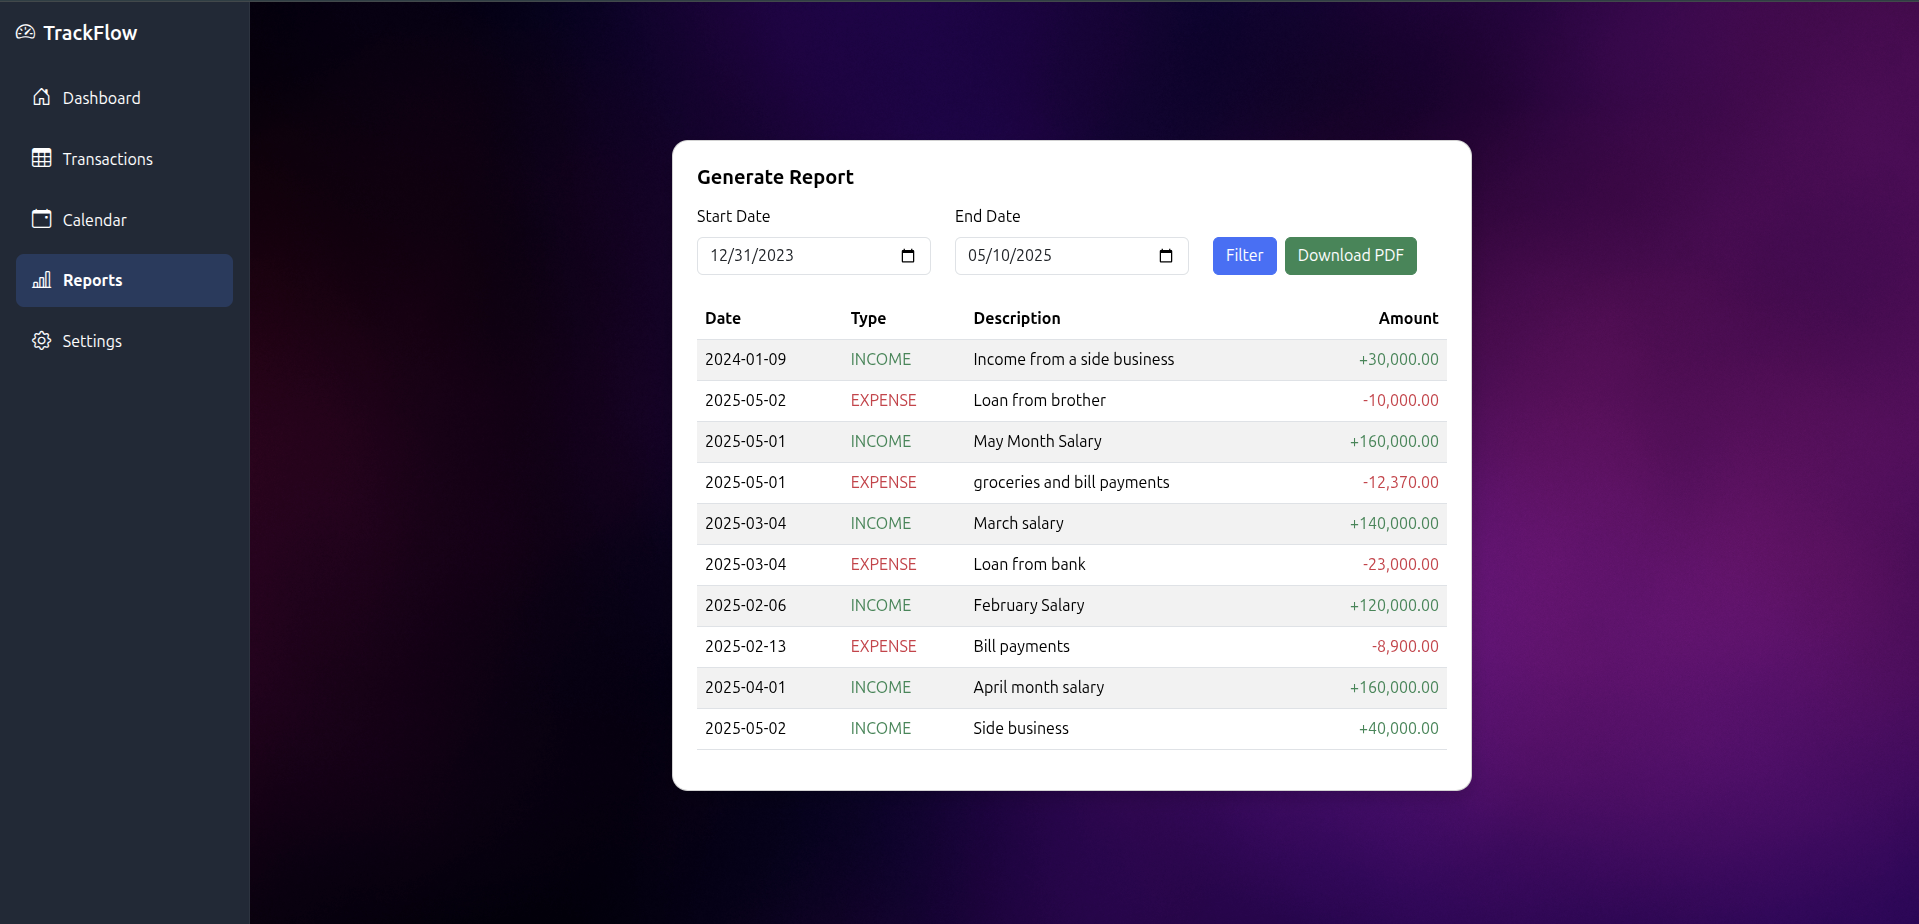 TrackFlow
Dashboard
Transactions
Calendar
Reports
Settings
Generate Report
Start Date End Date
12/31/2023 05/10/2025 Filter Download PDF
Date Type Description Amount
2024-01-09 INCOME Income from a side business +30,000.00
2025-05-02 EXPENSE Loan from brother -10,000.00
2025-05-01 INCOME May Month Salary +160,000.00
2025-05-01 EXPENSE groceries and bill payments -12,370.00
2025-03-04 INCOME March salary +140,000.00
2025-03-04 EXPENSE Loan from bank -23,000.00
2025-02-06 INCOME February Salary +120,000.00
2025-02-13 EXPENSE Bill payments -8,900.00
2025-04-01 INCOME April month salary +160,000.00
2025-05-02 INCOME Side business +40,000.00